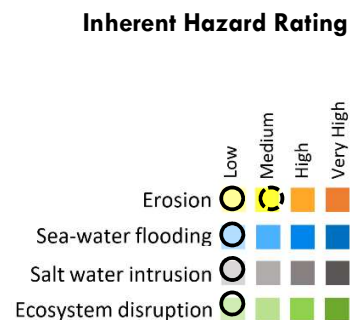 Inherent Hazard Rating
Low
Medium
High
Very High
Erosion
Sea-water flooding
Salt water intrusion
Ecosystem disruption